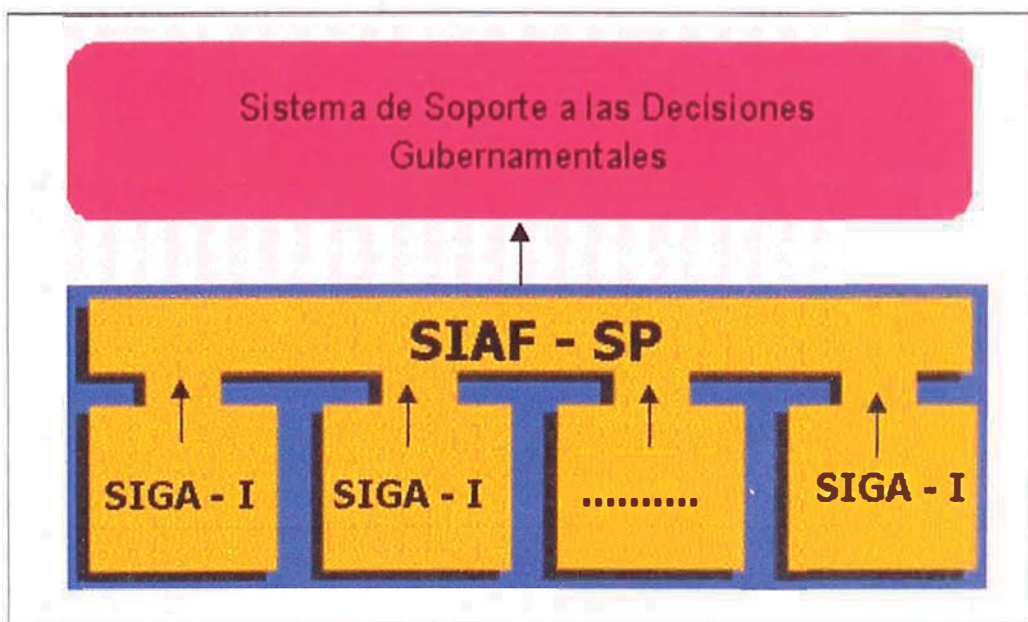 Sistema de Soporte a las Decisiones
Gubernamentales
SIAF - SP
SIGA - I
SIGA - I
..........
SIGA - I